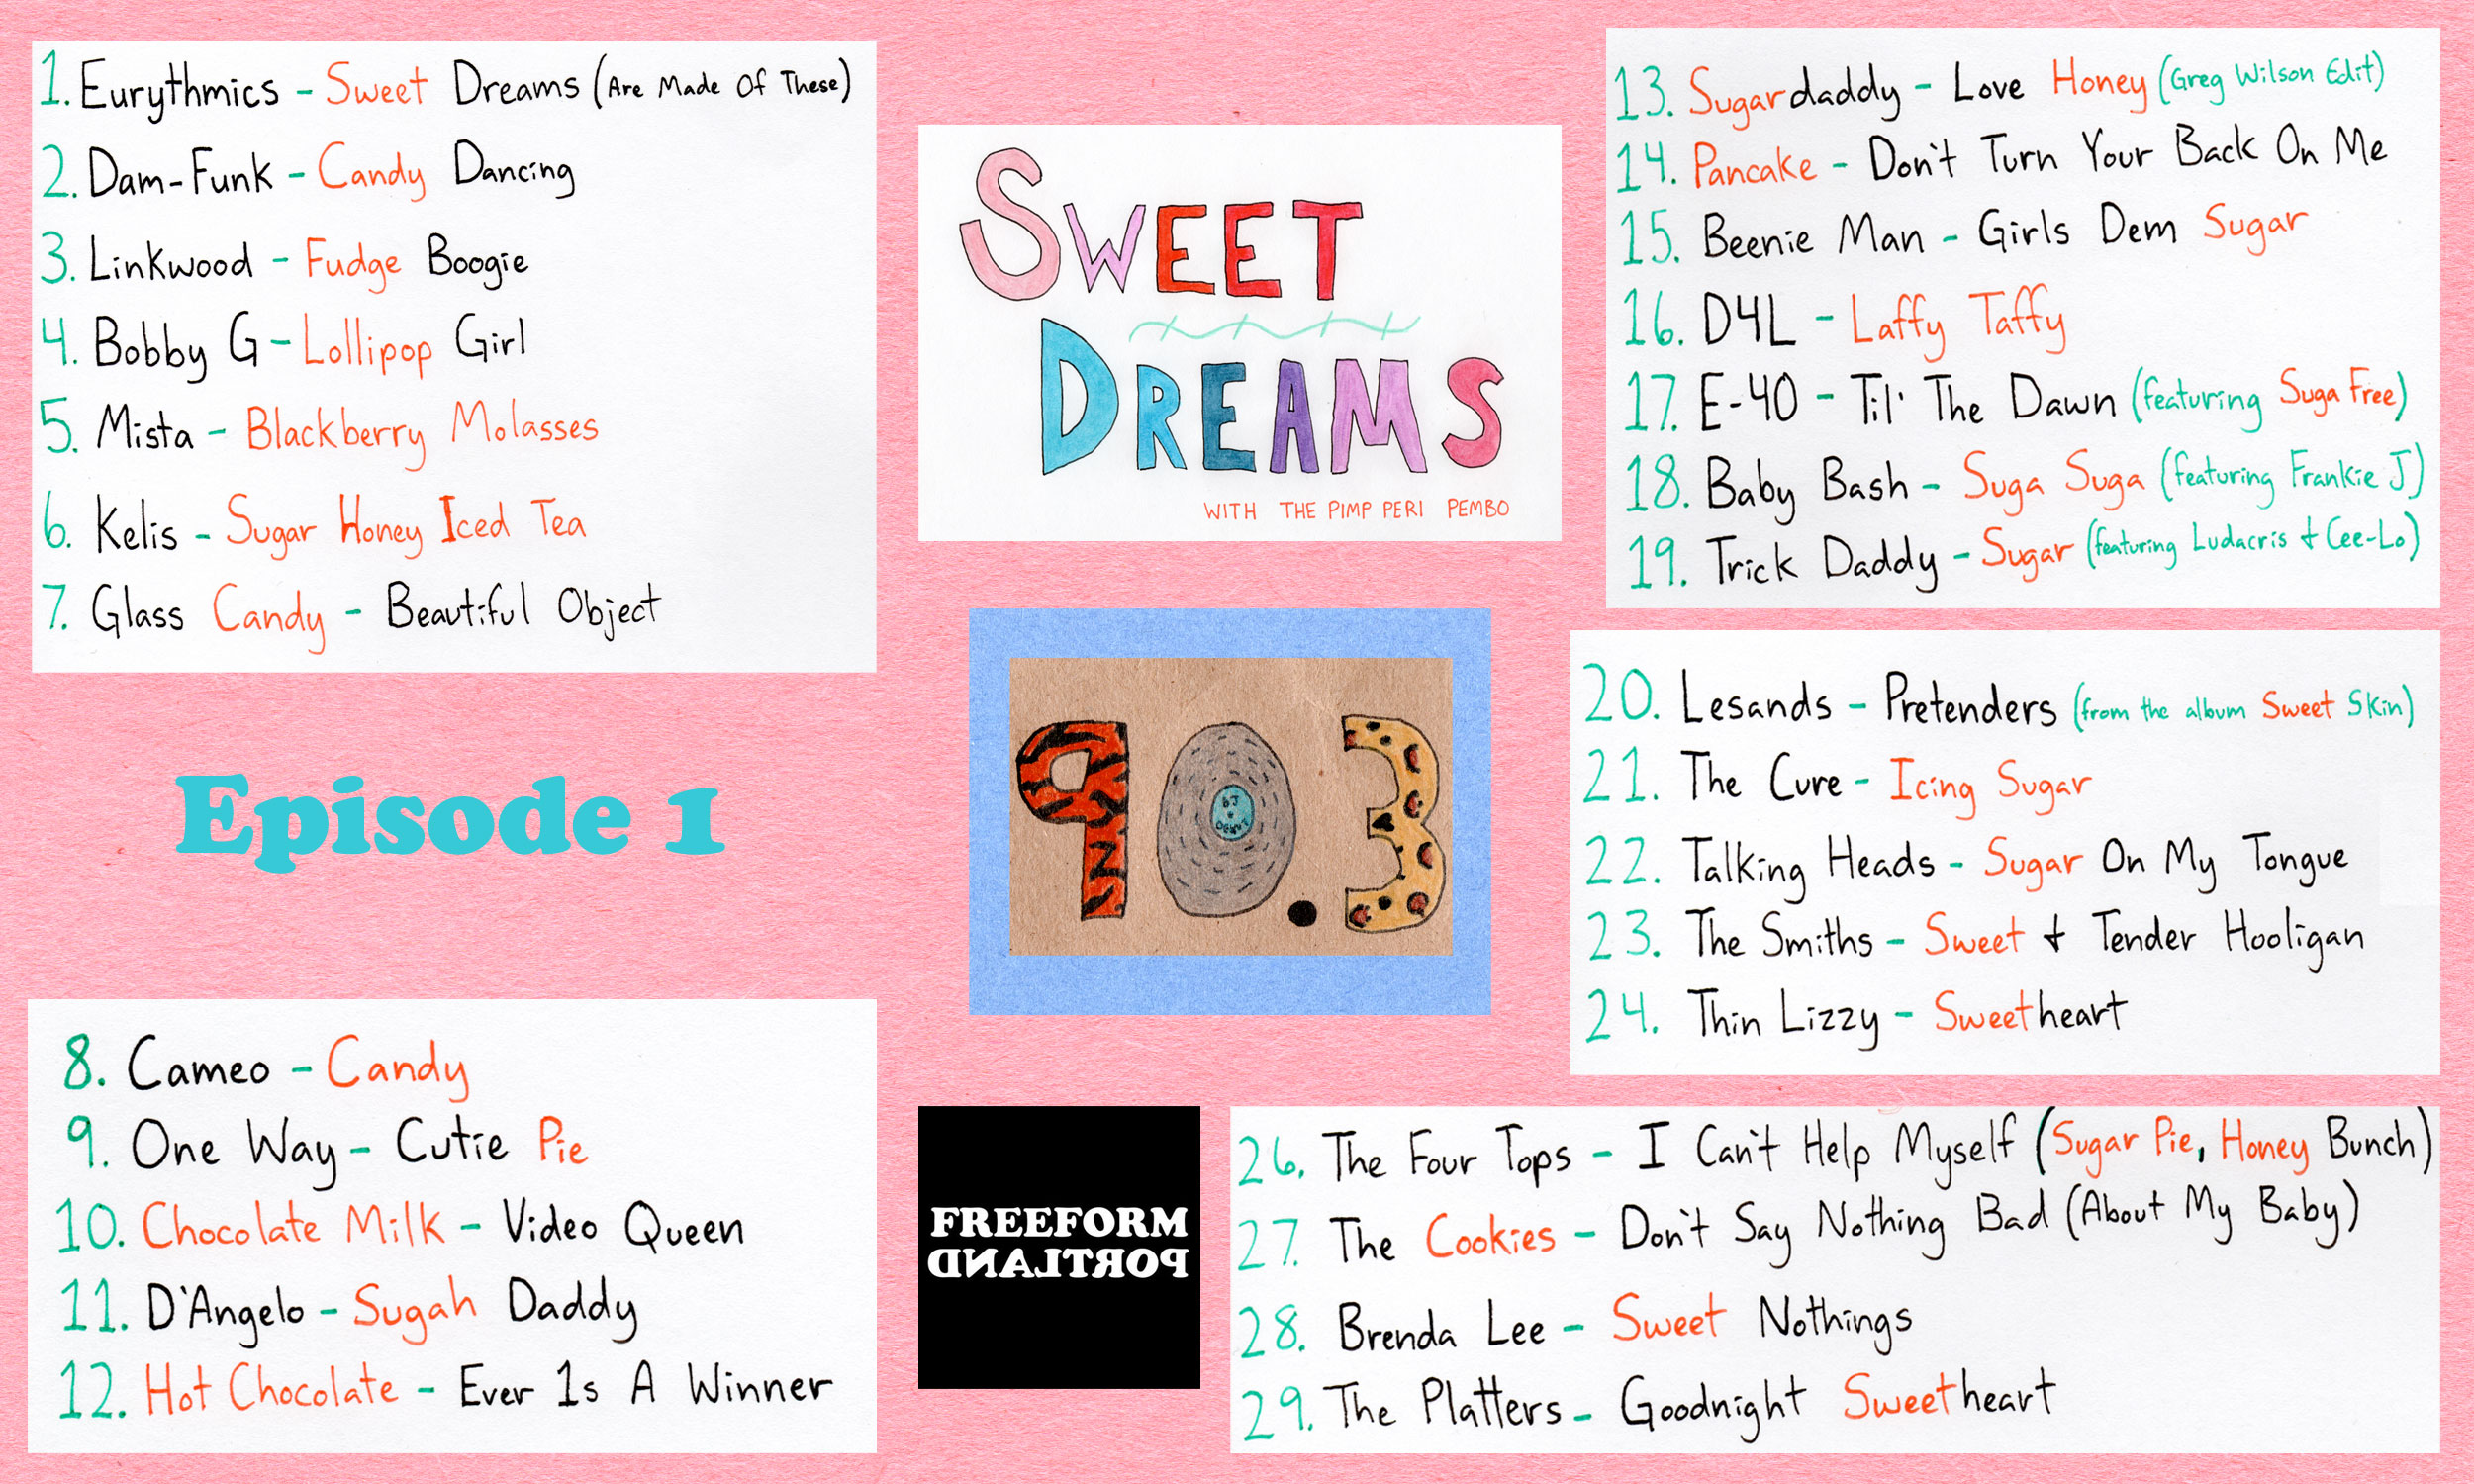 1. Eurythmics - Sweet Dreams (Are Made Of These)
2. Dam-Funk - Candy Dancing
3. Linkwood - Fudge Boogie
4. Bobby G - Lollipop Girl
5. Mista - Blackberry Molasses
6. Kelis - Sugar Honey Iced Tea
7. Glass Candy - Beautiful Object
Episode 1
8. Cameo - Candy
9. One Way - Cutie Pie
10. Chocolate Milk - Video Queen
11. D'Angelo - Sugah Daddy
12. Hot Chocolate - Ever 1s A Winner
SWEET
DREAMS
WITH THE PIMP PERI PEMBO
90.3
FREEFORM
PORTLAND
13. Sugardaddy - Love Honey (Greg Wilson Edit)
14. Pancake - Don't Turn Your Back On Me
15. Beenie Man - Girls Dem Sugar
16. D4L - Laffy Taffy
17. E-40 - Til' The Dawn (featuring Suga Free)
18. Baby Bash - Suga Suga (featuring Frankie J)
19. Trick Daddy - Sugar (featuring Ludacris + Cee-Lo)
20. Lesands - Pretenders (from the album Sweet Skin)
21. The Cure - Icing Sugar
22. Talking Heads - Sugar On My Tongue
23. The Smiths - Sweet + Tender Hooligan
24. Thin Lizzy - Sweetheart
26. The Four Tops - I Can't Help Myself (Sugar Pie, Honey Bunch)
27. The Cookies - Don't Say Nothing Bad (About My Baby)
28. Brenda Lee - Sweet Nothings
29. The Platters - Goodnight Sweetheart